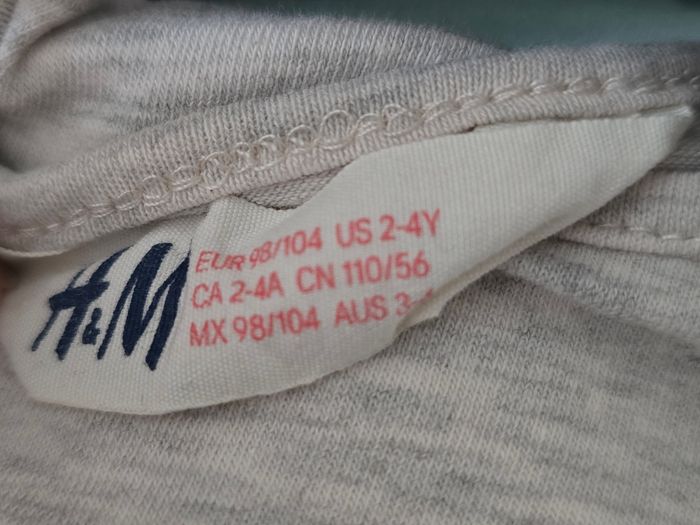 H&M
EUR 98/104 US 2-4Y
CA 2-4A CN 110/56
MX 98/104 AUS